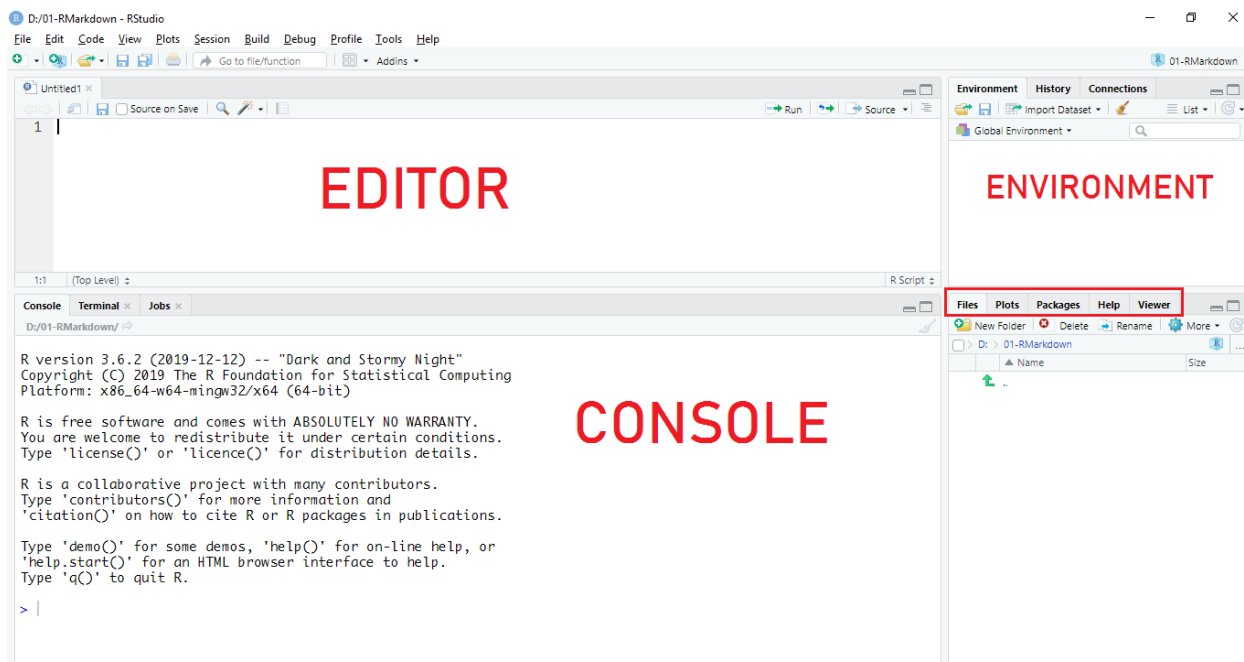 D:/01-RMarkdown - RStudio
File Edit Code View Plots Session Build Debug Profile Tools Help
Go to file/function Addins 01-RMarkdown
Untitled1
Source on Save Run Source
1
EDITOR
1:1 (Top Level) R Script
Environment History Connections
Import Dataset List
Global Environment
ENVIRONMENT
Console Terminal Jobs
D:/01-RMarkdown/
R version 3.6.2 (2019-12-12) -- "Dark and Stormy Night"
Copyright (C) 2019 The R Foundation for Statistical Computing
Platform: x86_64-w64-mingw32/x64 (64-bit)
R is free software and comes with ABSOLUTELY NO WARRANTY.
You are welcome to redistribute it under certain conditions.
Type 'license()' or 'licence()' for distribution details.
R is a collaborative project with many contributors.
Type 'contributors()' for more information and
'citation()' on how to cite R or R packages in publications.
Type 'demo()' for some demos, 'help()' for on-line help, or
'help.start()' for an HTML browser interface to help.
Type 'q()' to quit R.
>
CONSOLE
Files Plots Packages Help Viewer
New Folder Delete Rename More
D: > 01-RMarkdown ...
Name Size
..